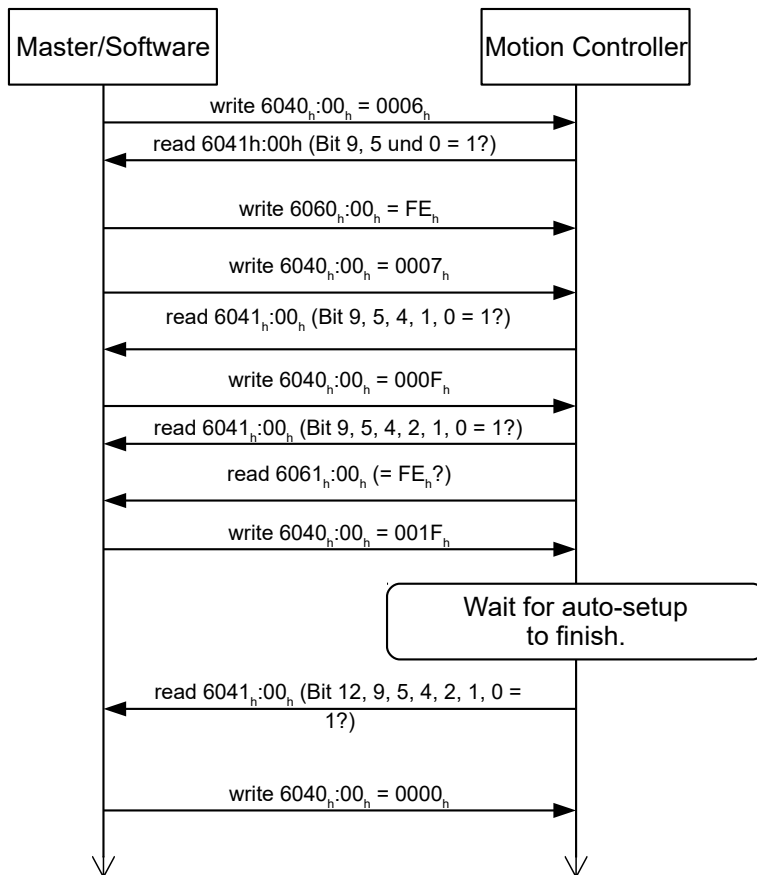 Master/Software
Motion Controller
write 6040ₕ:00ₕ = 0006ₕ
read 6041h:00h (Bit 9, 5 und 0 = 1?)
write 6060ₕ:00ₕ = FEₕ
write 6040ₕ:00ₕ = 0007ₕ
read 6041ₕ:00ₕ (Bit 9, 5, 4, 1, 0 = 1?)
write 6040ₕ:00ₕ = 000Fₕ
read 6041ₕ:00ₕ (Bit 9, 5, 4, 2, 1, 0 = 1?)
read 6061ₕ:00ₕ (= FEₕ?)
write 6040ₕ:00ₕ = 001Fₕ
Wait for auto-setup
to finish.
read 6041ₕ:00ₕ (Bit 12, 9, 5, 4, 2, 1, 0 =
1?)
write 6040ₕ:00ₕ = 0000ₕ